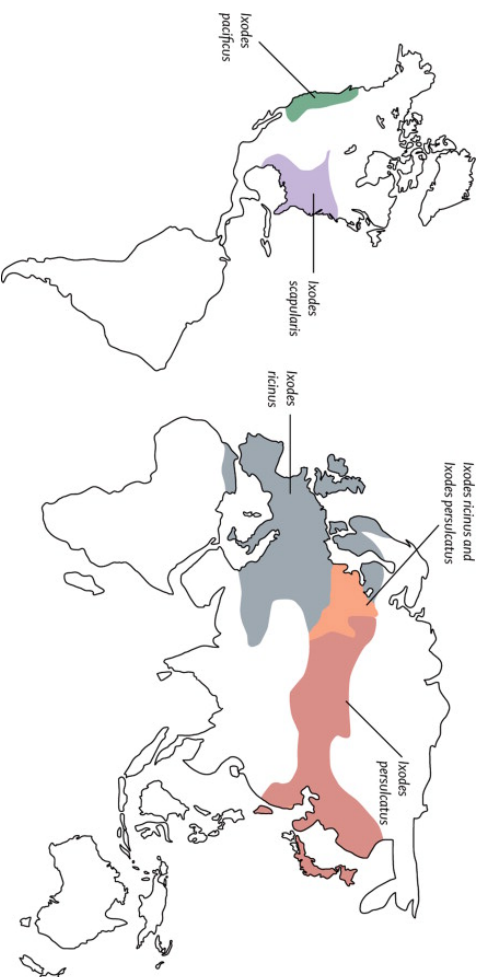 Ixodes
pacificus
Ixodes
scapularis
Ixodes
ricinus
Ixodes ricinus and
Ixodes persulcatus
Ixodes
persulcatus